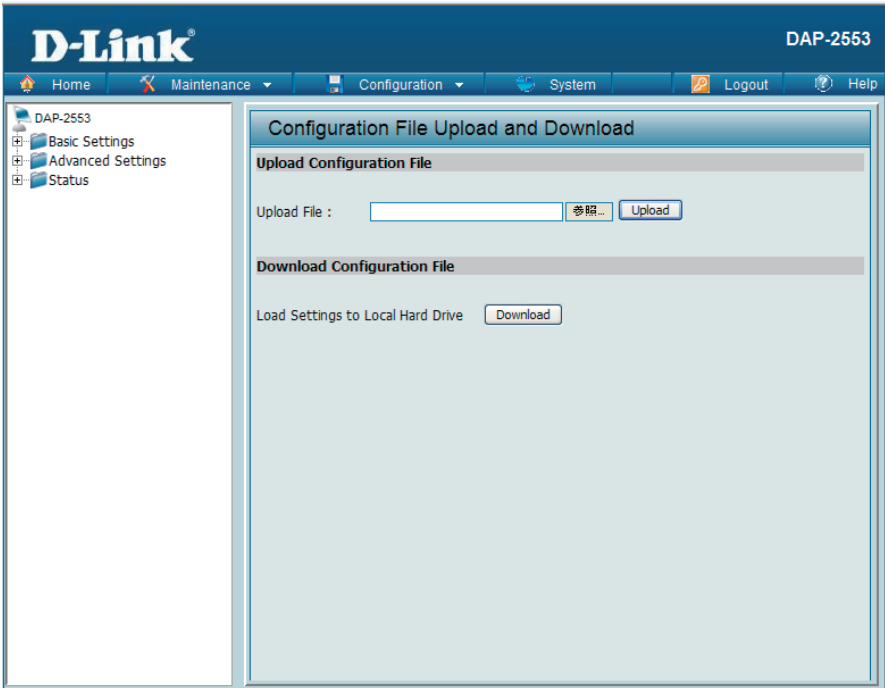 D-Link®
DAP-2553
Home Maintenance Configuration System Logout Help
DAP-2553
Basic Settings
Advanced Settings
Status
Configuration File Upload and Download
Upload Configuration File
Upload File : 参照... Upload
Download Configuration File
Load Settings to Local Hard Drive Download